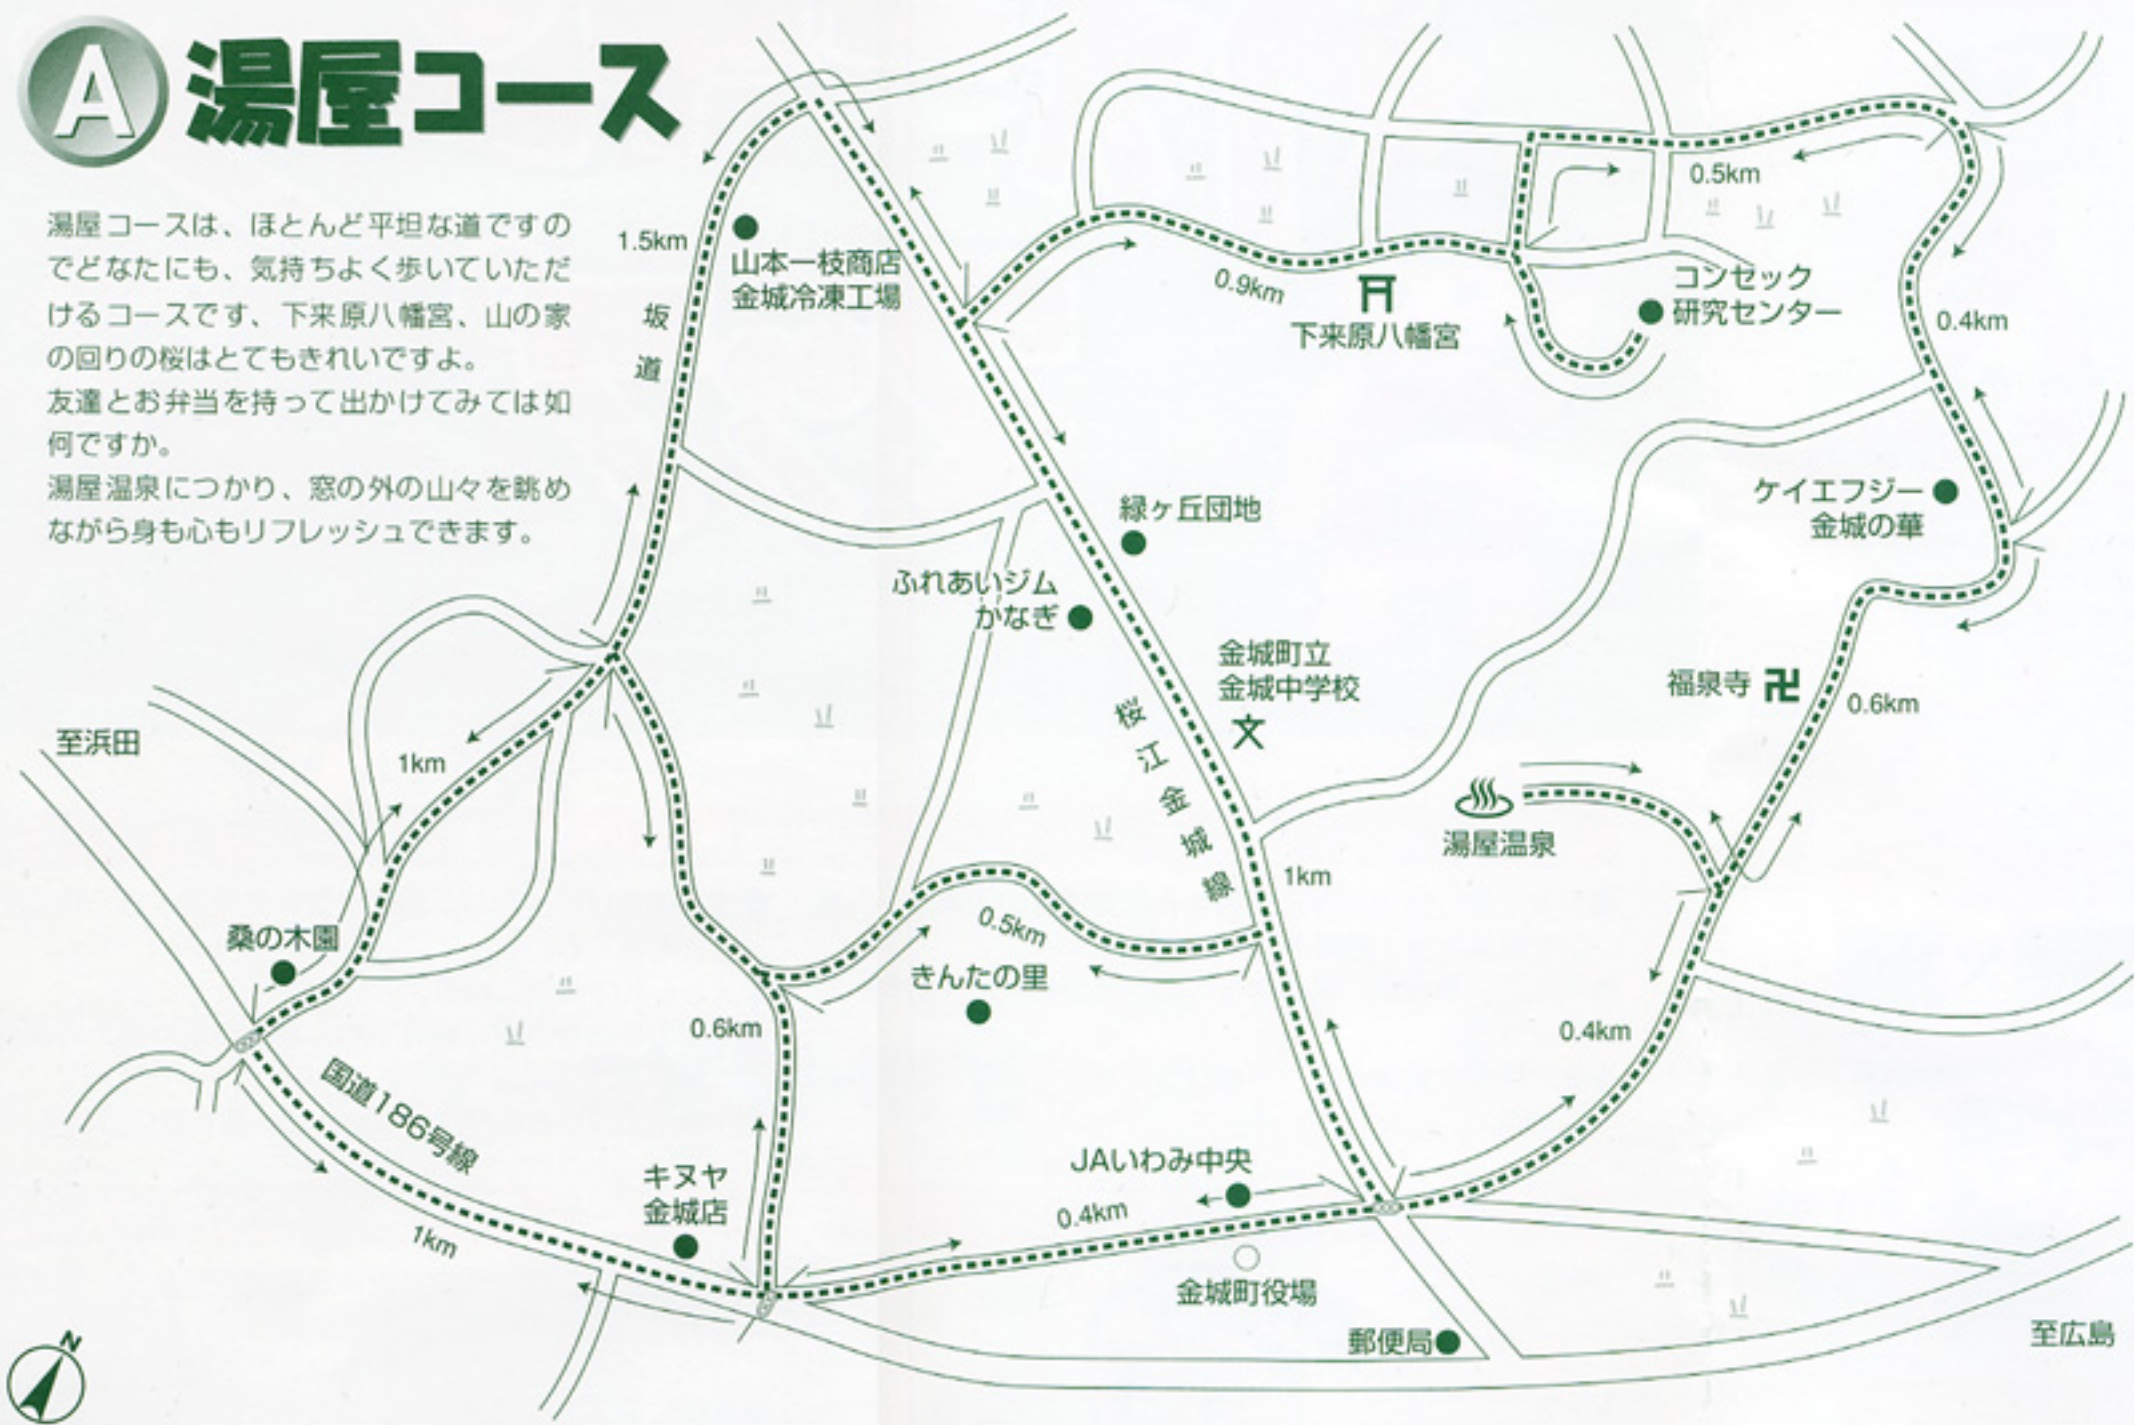 A 湯屋コース
湯屋コースは、ほとんど平坦な道ですの
でどなたにも、気持ちよく歩いていただ
けるコースです、下来原八幡宮、山の家
の回りの桜はとてもきれいですよ。
友達とお弁当を持って出かけてみては如
何ですか。
湯屋温泉につかり、窓の外の山々を眺め
ながら身も心もリフレッシュできます。
1.5km
坂道
山本一枝商店
金城冷凍工場
0.9km
下来原八幡宮
0.5km
コンセック
研究センター
0.4km
ケイエフジー
金城の華
緑ヶ丘団地
ふれあいジム
かなぎ
金城町立
金城中学校
文
桜江金城線
福泉寺
卍
0.6km
至浜田
1km
湯屋温泉
1km
桑の木園
0.5km
きんたの里
0.6km
0.4km
国道186号線
キヌヤ
金城店
JAいわみ中央
0.4km
1km
金城町役場
郵便局
至広島
N